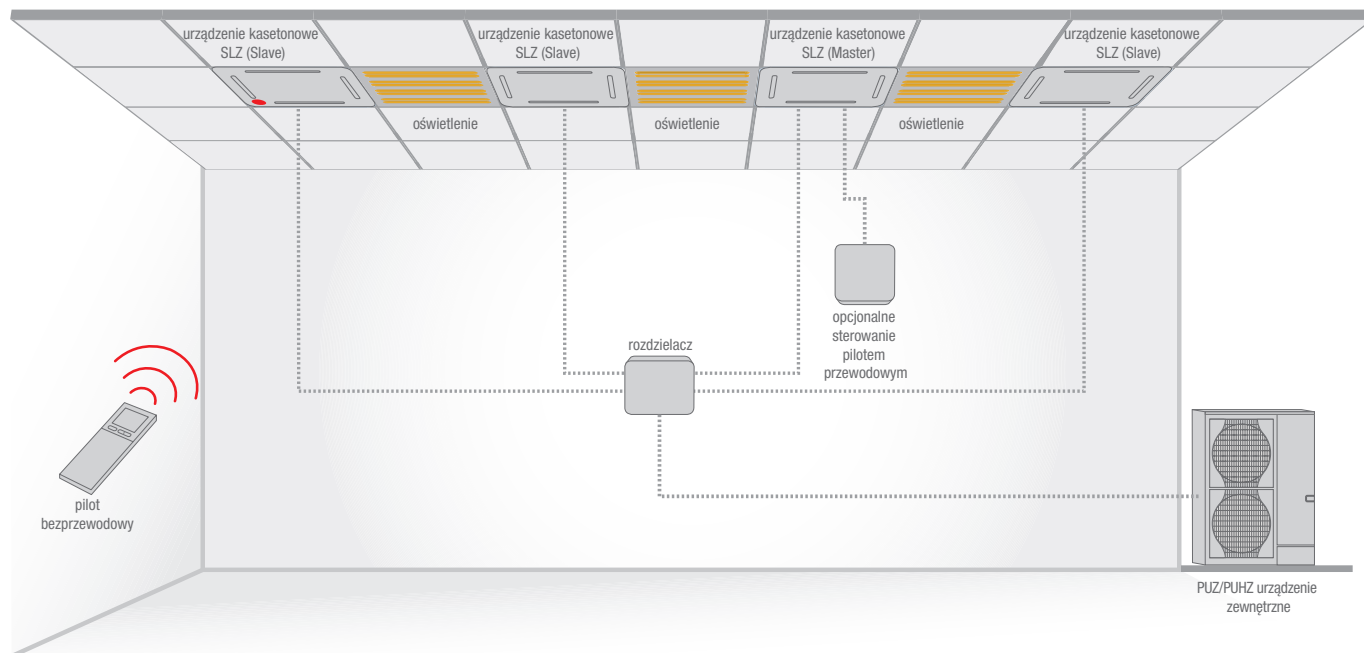 urządzenie kasetonowe
SLZ (Slave)
urządzenie kasetonowe
SLZ (Slave)
urządzenie kasetonowe
SLZ (Master)
urządzenie kasetonowe
SLZ (Slave)
oświetlenie
oświetlenie
oświetlenie
opcjonalne
sterowanie
pilotem
przewodowym
rozdzielacz
pilot
bezprzewodowy
PUZ/PUHZ urządzenie
zewnętrzne